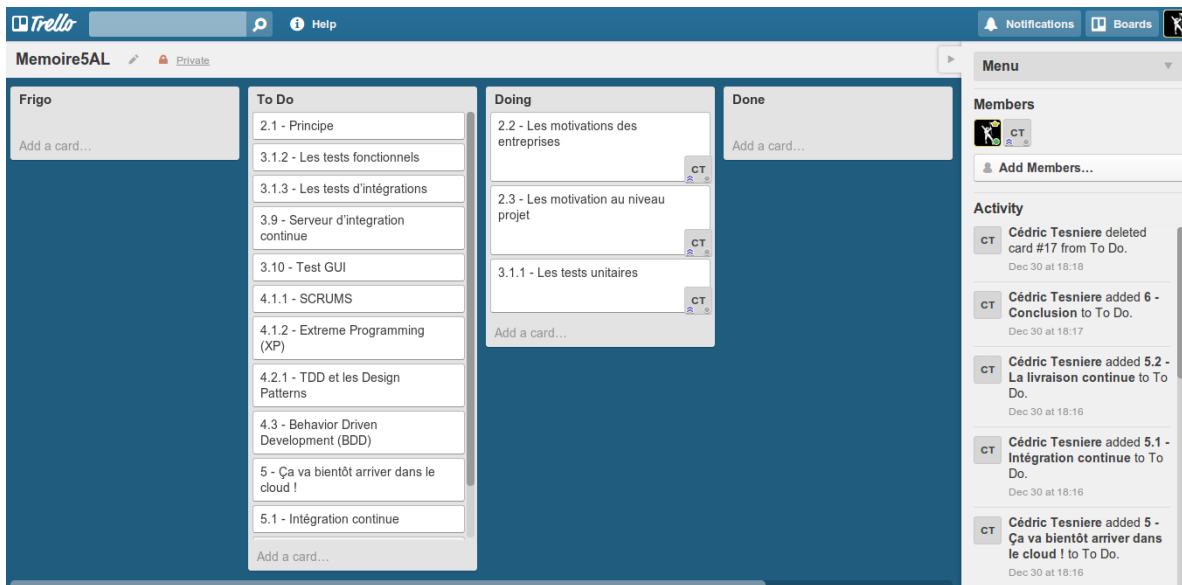 Trello
Help
Notifications
Boards
Memoire5AL
Private
Frigo
Add a card…
To Do
2.1 - Principe
3.1.2 - Les tests fonctionnels
3.1.3 - Les tests d'intégrations
3.9 - Serveur d'integration
continue
3.10 - Test GUI
4.1.1 - SCRUMS
4.1.2 - Extreme Programming
(XP)
4.2.1 - TDD et les Design
Patterns
4.3 - Behavior Driven
Development (BDD)
5 - Ça va bientôt arriver dans le
cloud !
5.1 - Intégration continue
Add a card…
Doing
2.2 - Les motivations des
entreprises
CT
2.3 - Les motivation au niveau
projet
CT
3.1.1 - Les tests unitaires
CT
Add a card…
Done
Add a card…
Menu
Members
CT
Add Members…
Activity
CT
Cédric Tesniere deleted
card #17 from To Do.
Dec 30 at 18:18
CT
Cédric Tesniere added 6 -
Conclusion to To Do.
Dec 30 at 18:17
CT
Cédric Tesniere added 5.2 -
La livraison continue to To
Do.
Dec 30 at 18:16
CT
Cédric Tesniere added 5.1 -
Intégration continue to To
Do.
Dec 30 at 18:16
CT
Cédric Tesniere added 5 -
Ça va bientôt arriver dans
le cloud ! to To Do.
Dec 30 at 18:16